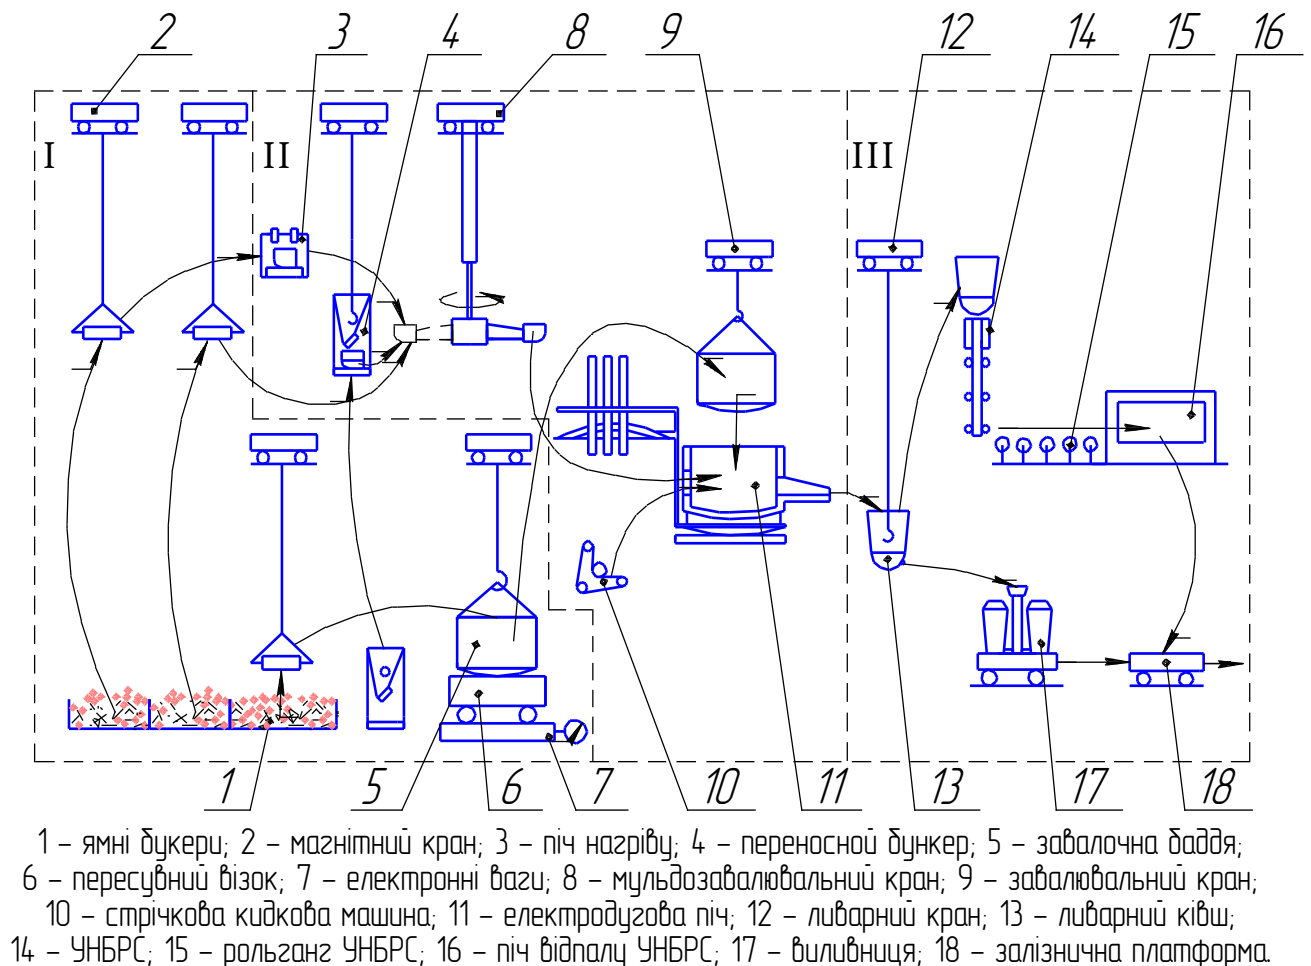 2 3 4 8 9 12 14 15 16
I II III
1 5 6 7 10 11 13 17 18
1 – ямні букери; 2 – магнітний кран; 3 – піч нагріву; 4 – переносной бункер; 5 – завалочна баддя;
6 – пересувний візок; 7 – електронні ваги; 8 – мульдозавалювальний кран; 9 – завалювальний кран;
10 – стрічкова кидкова машина; 11 – електродугова піч; 12 – ливарний кран; 13 – ливарний ківш;
14 – УНБРС; 15 – рольганг УНБРС; 16 – піч відпалу УНБРС; 17 – виливниця; 18 – залізнична платформа.